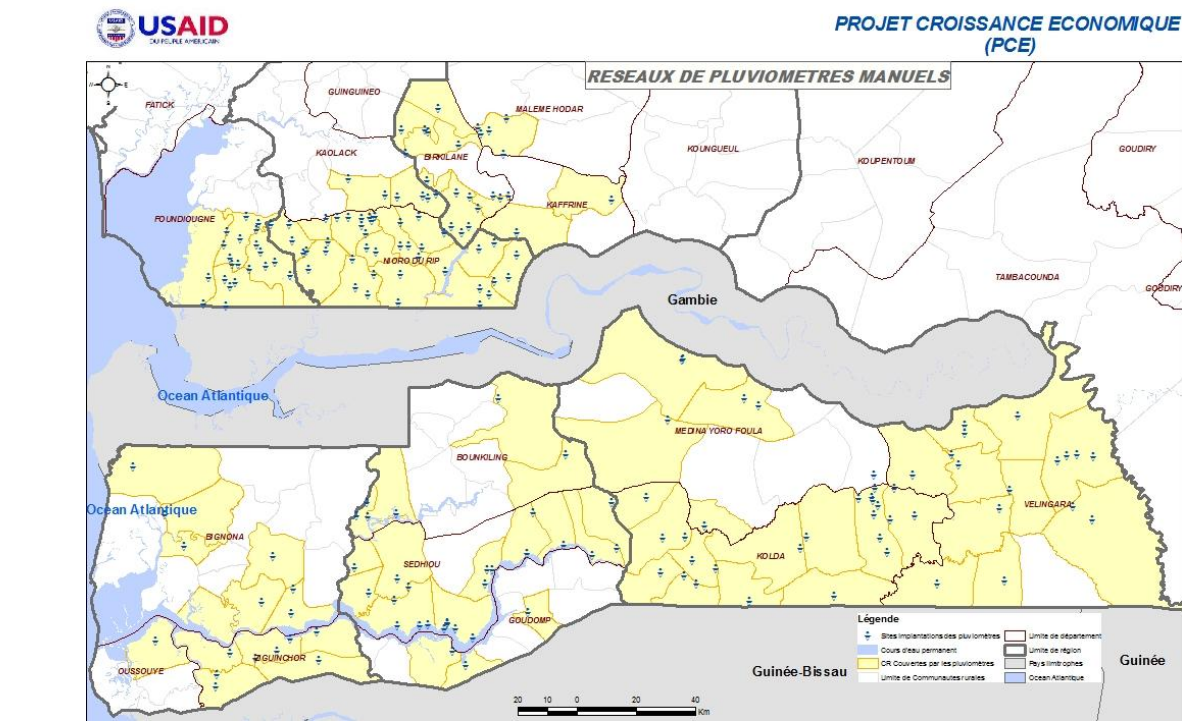 USAID
DU PEUPLE AMERICAIN
PROJET CROISSANCE ECONOMIQUE
(PCE)
RESEAUX DE PLUVIOMETRES MANUELS
N
E
FATICK
GUINGUINEO
MALEME HODAR
KAOLACK
BIRKILANE
KOUNGUEUL
KOUPENTOUM
GOUDIRY
FOUNDIOUGNE
KAFFRINE
NIORO DU RIP
TAMBACOUNDA
GOUDIRY
Gambie
Ocean Atlantique
MEDINA YORO FOULA
BOUNKILING
Ocean Atlantique
VELINGARA
BIGNONA
SEDHIOU
KOLDA
GOUDOMP
OUSSOUYE
ZIGUINCHOR
Guinée-Bissau
Guinée
Légende
Sites implantations des pluviomètres
Cours d'eau permanent
CR Couvertes par les pluviomètres
Limite de Communautes rurales
Limite de département
Limite de région
Pays limitrophes
Ocean Atlantique
20 10 0 20 40
Km